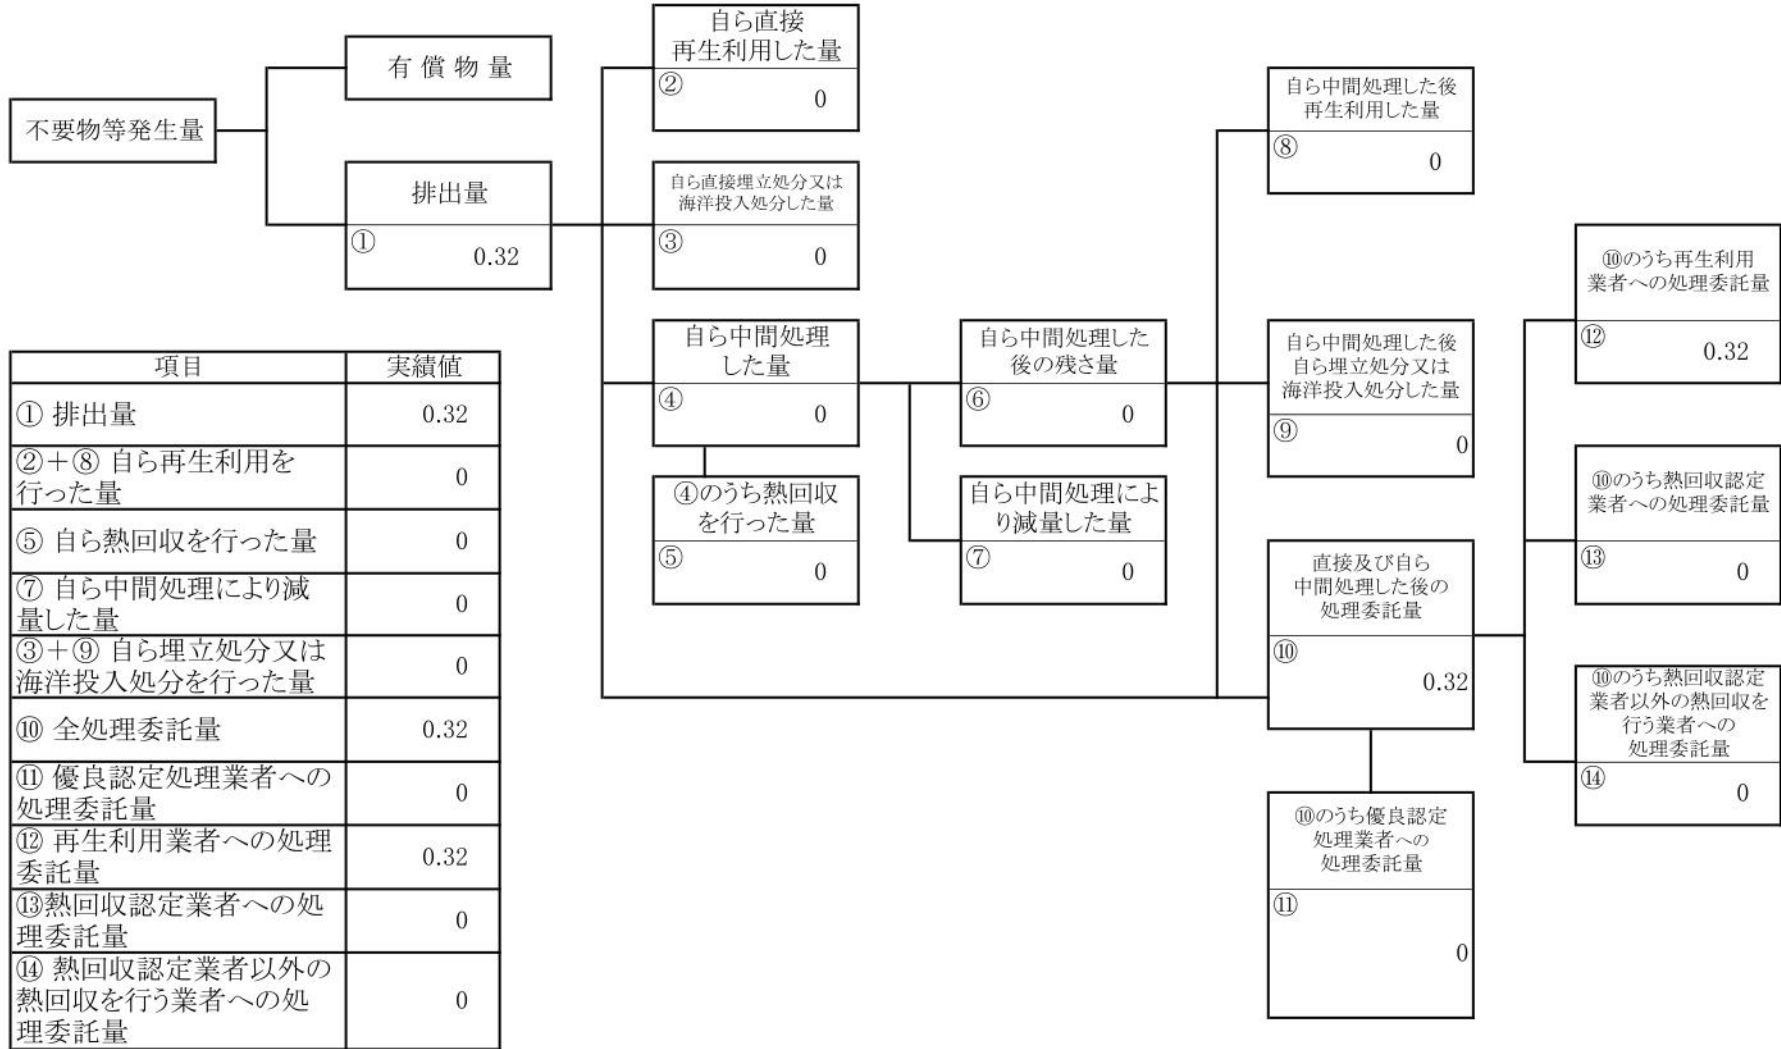 不要物等発生量
有 償 物 量
排出量
①
0.32
自ら直接
再生利用した量
②
0
自ら直接埋立処分又は
海洋投入処分した量
③
0
自ら中間処理
した量
④
0
④のうち熱回収
を行った量
⑤
0
自ら中間処理した
後の残さ量
⑥
0
自ら中間処理によ
り減量した量
⑦
0
自ら中間処理した後
再生利用した量
⑧
0
自ら中間処理した後
自ら埋立処分又は
海洋投入処分した量
⑨
0
直接及び自ら
中間処理した後の
処理委託量
⑩
0.32
⑩のうち優良認定
処理業者への
処理委託量
⑪
0
⑩のうち再生利用
業者への処理委託量
⑫
0.32
⑩のうち熱回収認定
業者への処理委託量
⑬
0
⑩のうち熱回収認定
業者以外の熱回収を
行う業者への
処理委託量
⑭
0
項目 実績値
① 排出量 0.32
②＋⑧ 自ら再生利用を
行った量 0
⑤ 自ら熱回収を行った量 0
⑦ 自ら中間処理により減
量した量 0
③＋⑨ 自ら埋立処分又は
海洋投入処分を行った量 0
⑩ 全処理委託量 0.32
⑪ 優良認定処理業者への
処理委託量 0
⑫ 再生利用業者への処理
委託量 0.32
⑬熱回収認定業者への処
理委託量 0
⑭ 熱回収認定業者以外の
熱回収を行う業者への処
理委託量 0